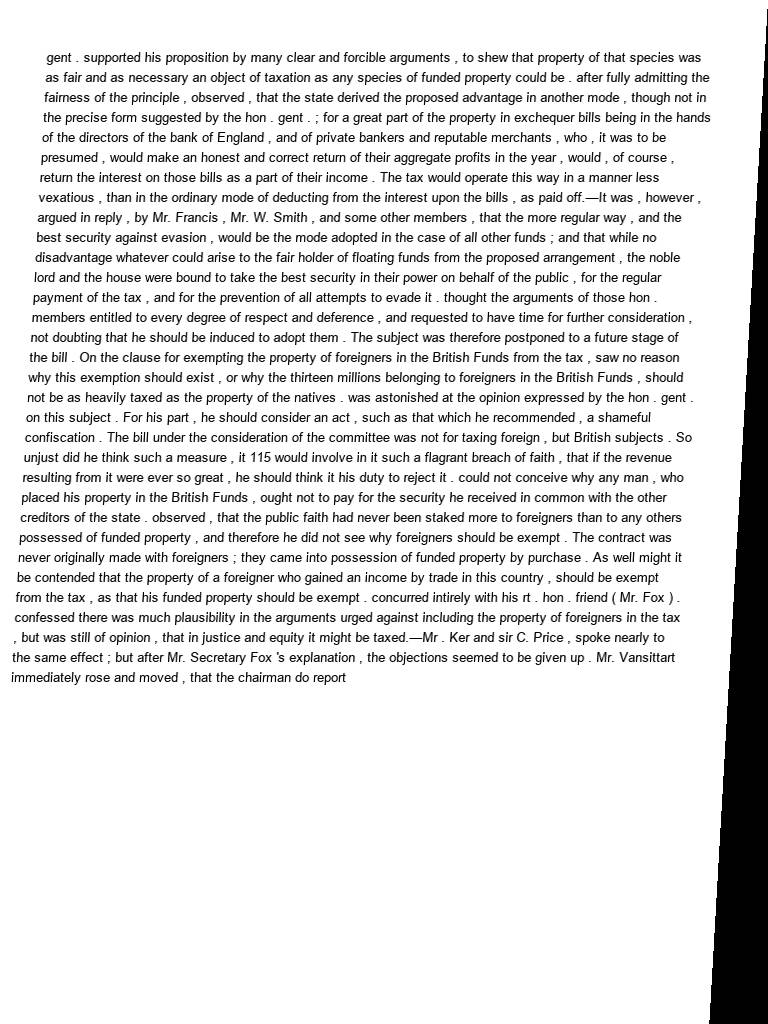 gent . supported his proposition by many clear and forcible arguments , to shew that property of that species was
as fair and as necessary an object of taxation as any species of funded property could be . after fully admitting the
fairness of the principle , observed , that the state derived the proposed advantage in another mode , though not in
the precise form suggested by the hon . gent . ; for a great part of the property in exchequer bills being in the hands
of the directors of the bank of England , and of private bankers and reputable merchants , who , it was to be
presumed , would make an honest and correct return of their aggregate profits in the year , would , of course ,
return the interest on those bills as a part of their income . The tax would operate this way in a manner less
vexatious , than in the ordinary mode of deducting from the interest upon the bills , as paid off.—It was , however ,
argued in reply , by Mr. Francis , Mr. W. Smith , and some other members , that the more regular way , and the
best security against evasion , would be the mode adopted in the case of all other funds ; and that while no
disadvantage whatever could arise to the fair holder of floating funds from the proposed arrangement , the noble
lord and the house were bound to take the best security in their power on behalf of the public , for the regular
payment of the tax , and for the prevention of all attempts to evade it . thought the arguments of those hon .
members entitled to every degree of respect and deference , and requested to have time for further consideration ,
not doubting that he should be induced to adopt them . The subject was therefore postponed to a future stage of
the bill . On the clause for exempting the property of foreigners in the British Funds from the tax , saw no reason
why this exemption should exist , or why the thirteen millions belonging to foreigners in the British Funds , should
not be as heavily taxed as the property of the natives . was astonished at the opinion expressed by the hon . gent .
on this subject . For his part , he should consider an act , such as that which he recommended , a shameful
confiscation . The bill under the consideration of the committee was not for taxing foreign , but British subjects . So
unjust did he think such a measure , it 115 would involve in it such a flagrant breach of faith , that if the revenue
resulting from it were ever so great , he should think it his duty to reject it . could not conceive why any man , who
placed his property in the British Funds , ought not to pay for the security he received in common with the other
creditors of the state . observed , that the public faith had never been staked more to foreigners than to any others
possessed of funded property , and therefore he did not see why foreigners should be exempt . The contract was
never originally made with foreigners ; they came into possession of funded property by purchase . As well might it
be contended that the property of a foreigner who gained an income by trade in this country , should be exempt
from the tax , as that his funded property should be exempt . concurred intirely with his rt . hon . friend ( Mr. Fox ) .
confessed there was much plausibility in the arguments urged against including the property of foreigners in the tax
, but was still of opinion , that in justice and equity it might be taxed.—Mr . Ker and sir C. Price , spoke nearly to
the same effect ; but after Mr. Secretary Fox 's explanation , the objections seemed to be given up . Mr. Vansittart
immediately rose and moved , that the chairman do report